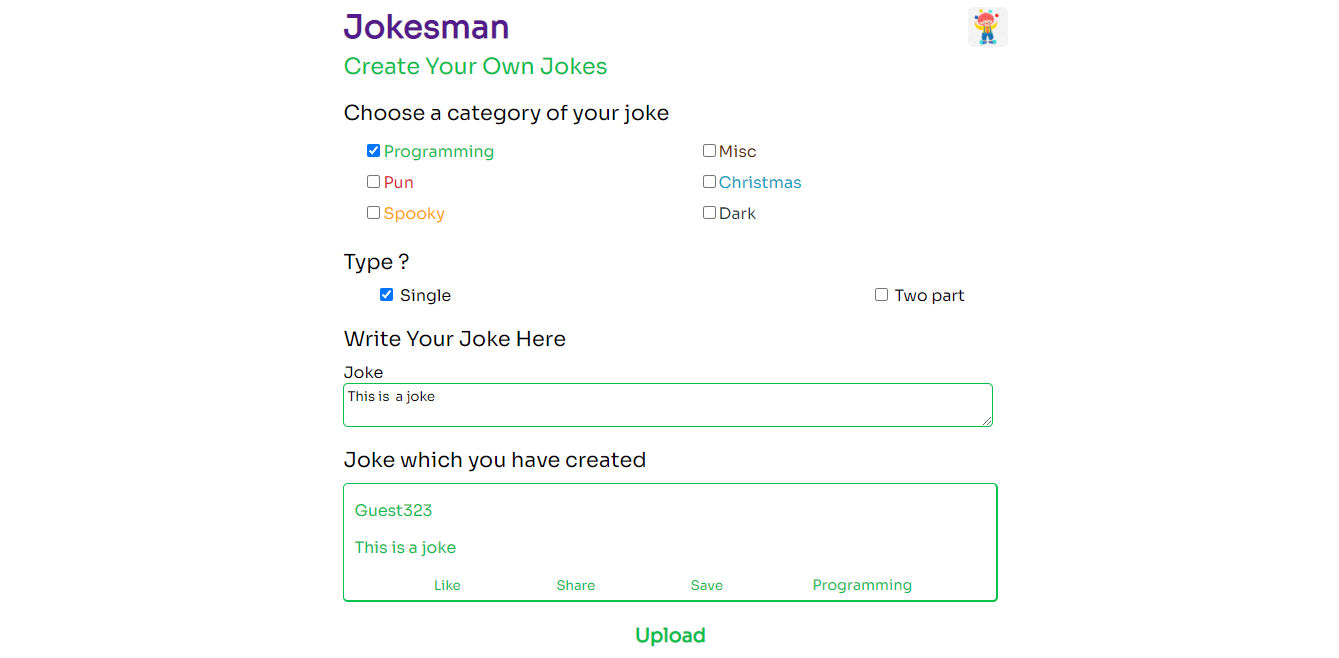 Jokesman
Create Your Own Jokes
Choose a category of your joke
Programming Misc
Pun Christmas
Spooky Dark
Type ?
Single Two part
Write Your Joke Here
Joke
This is  a joke
Joke which you have created
Guest323
This is a joke
Like Share Save Programming
Upload